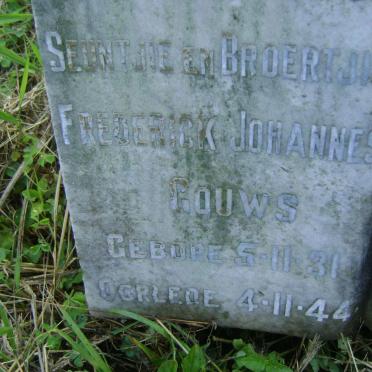 Seuntjie en Broertjie
Frederick Johannes
Gouws
Gebore 5·11·31
Oorlede 4·11·44